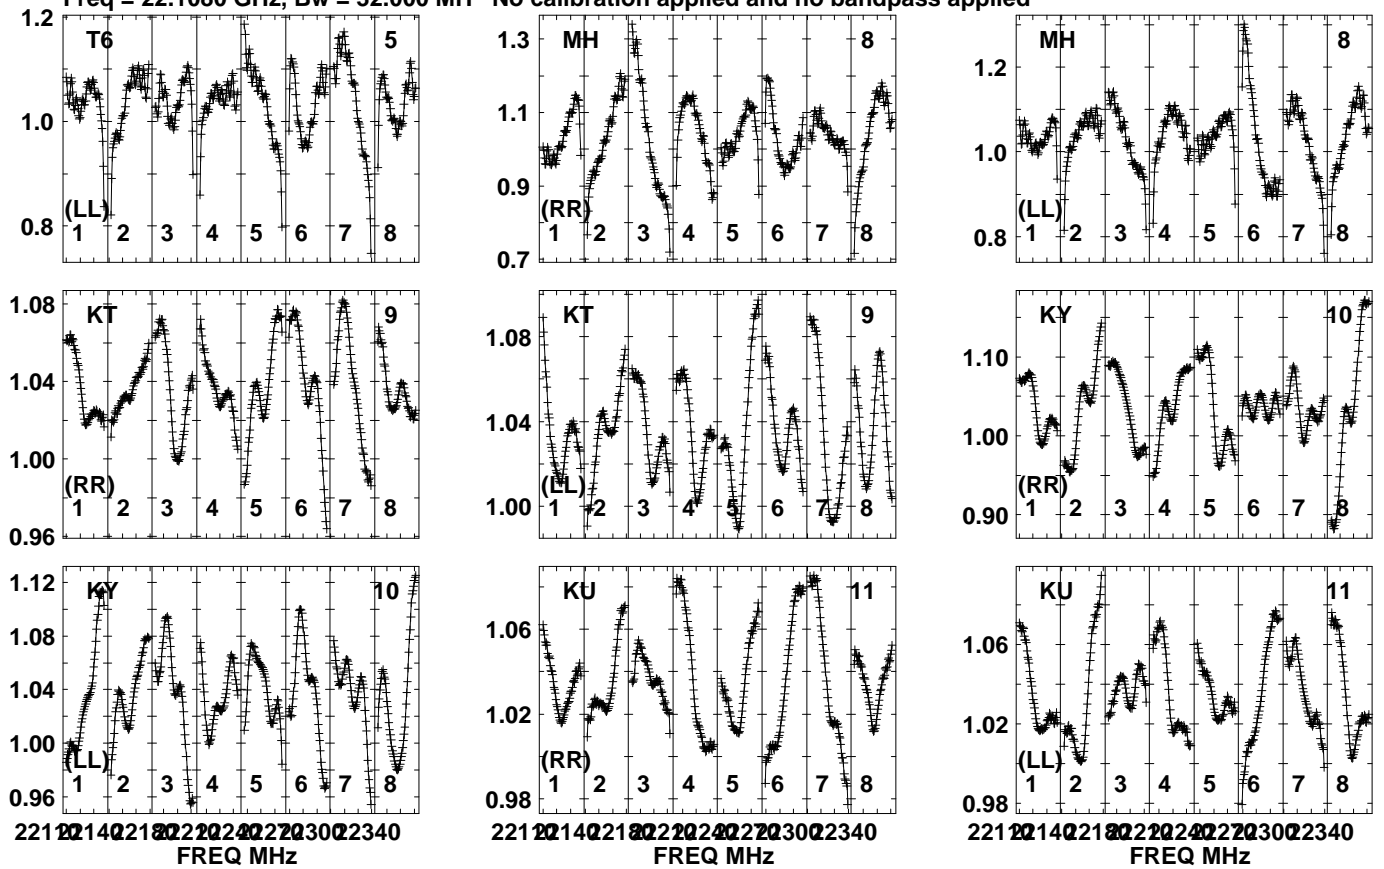 Freq = 22.1080 GHz, Bw = 32.000 MH No calibration applied and no bandpass applied
1.2
1.0
0.8
T6
5
(LL)
1 2 3 4 5 6 7 8
1.3
1.1
0.9
0.7
MH
8
(RR)
1 2 3 4 5 6 7 8
1.2
1.0
0.8
MH
8
(LL)
1 2 3 4 5 6 7 8
1.08
1.04
1.00
0.96
KT
9
(RR)
1 2 3 4 5 6 7 8
1.08
1.04
1.00
KT
9
(LL)
1 2 3 4 5 6 7 8
1.10
1.00
0.90
KY
10
(RR)
1 2 3 4 5 6 7 8
1.12
1.08
1.04
1.00
0.96
KY
10
(LL)
1 2 3 4 5 6 7 8
1.06
1.02
0.98
KU
11
(RR)
1 2 3 4 5 6 7 8
1.06
1.02
0.98
KU
11
(LL)
1 2 3 4 5 6 7 8
22340
FREQ MHz
22340
FREQ MHz
22340
FREQ MHz